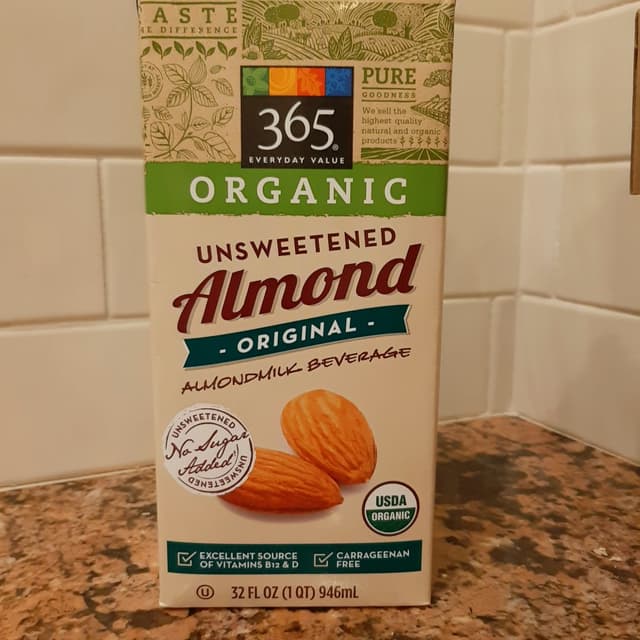 ASTE
HE DIFFERENCE
PURE
GOODNESS
We sell the
highest quality
natural and organic
products
365
EVERYDAY VALUE
ORGANIC
UNSWEETENED
Almond
- ORIGINAL -
ALMONDMILK BEVERAGE
UNSWEETENED
No Sugar
Added!
UNSWEETENED
USDA
ORGANIC
EXCELLENT SOURCE
OF VITAMINS B12 & D
CARRAGEENAN
FREE
U
32 FL OZ (1 QT) 946mL